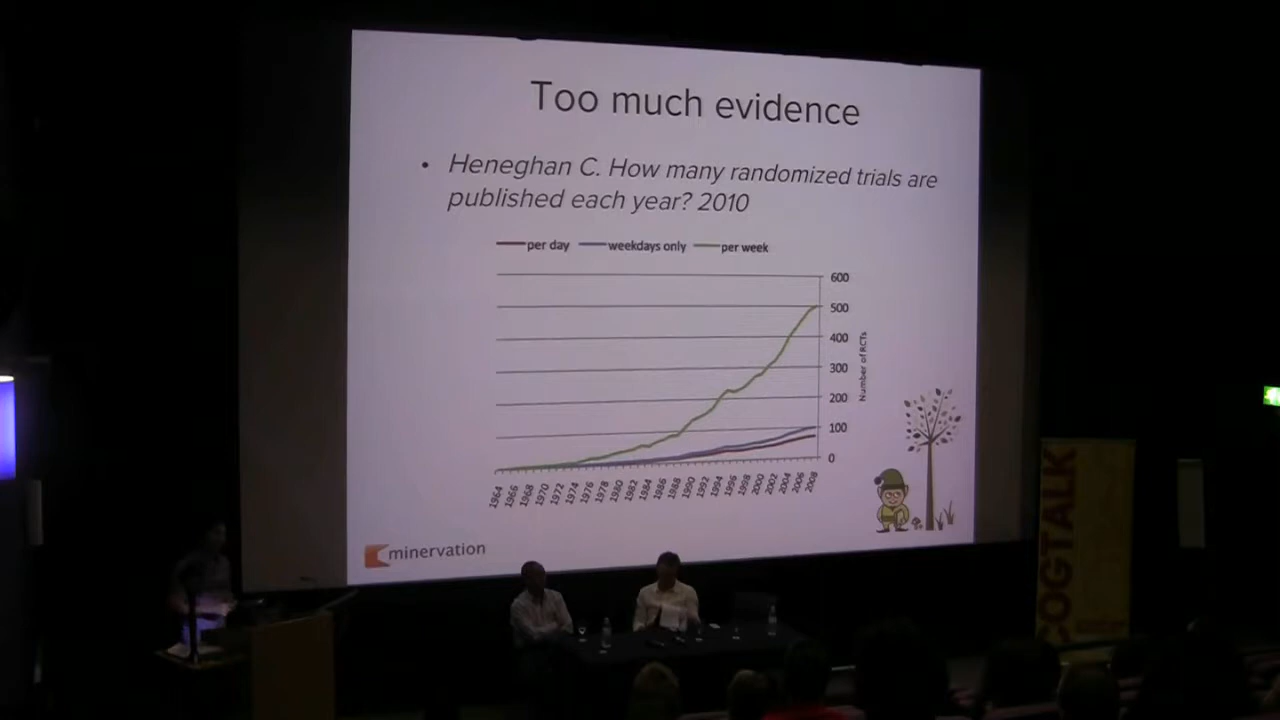 Too much evidence
• Heneghan C. How many randomized trials are
published each year? 2010
per day weekdays only per week
600
500
400
300
200
100
0
Number of RCTs
1964 1966 1968 1970 1972 1974 1976 1978 1980 1982 1984 1986 1988 1990 1992 1994 1996 1998 2000 2002 2004 2006 2008
minervation
COGTALK